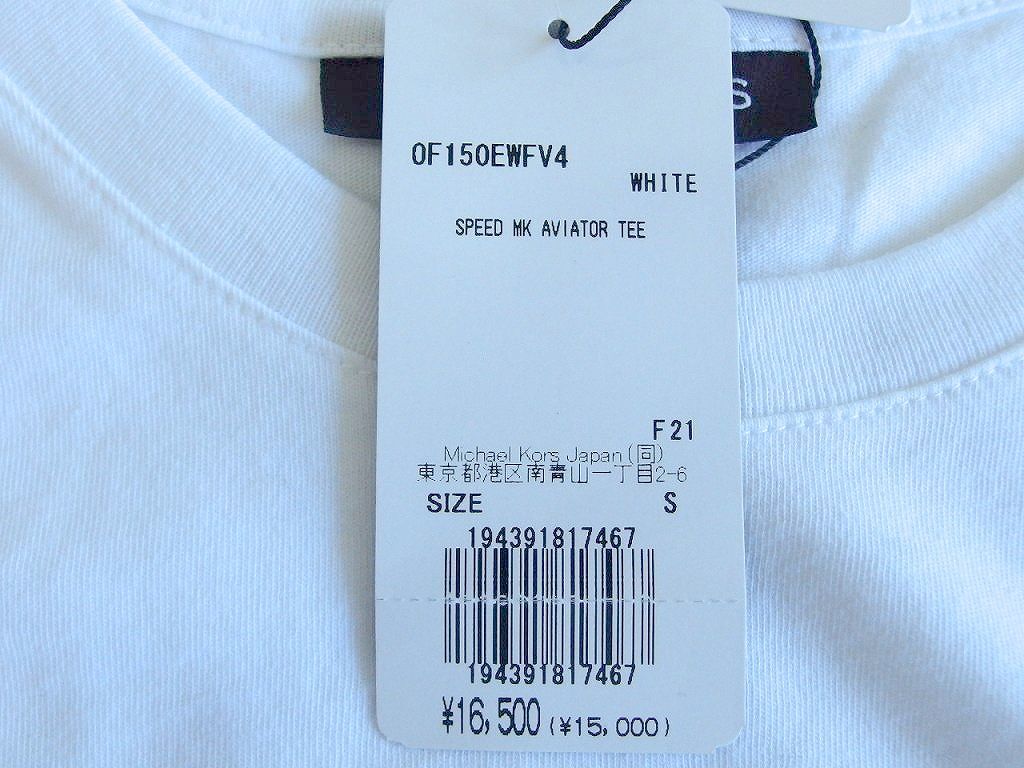 S
OF150EWFV4
WHITE
SPEED MK AVIATOR TEE
F21
Michael Kors Japan (同)
東京都港区南青山一丁目2-6
SIZE S
194391817467
194391817467
¥16,500 (¥15,000)